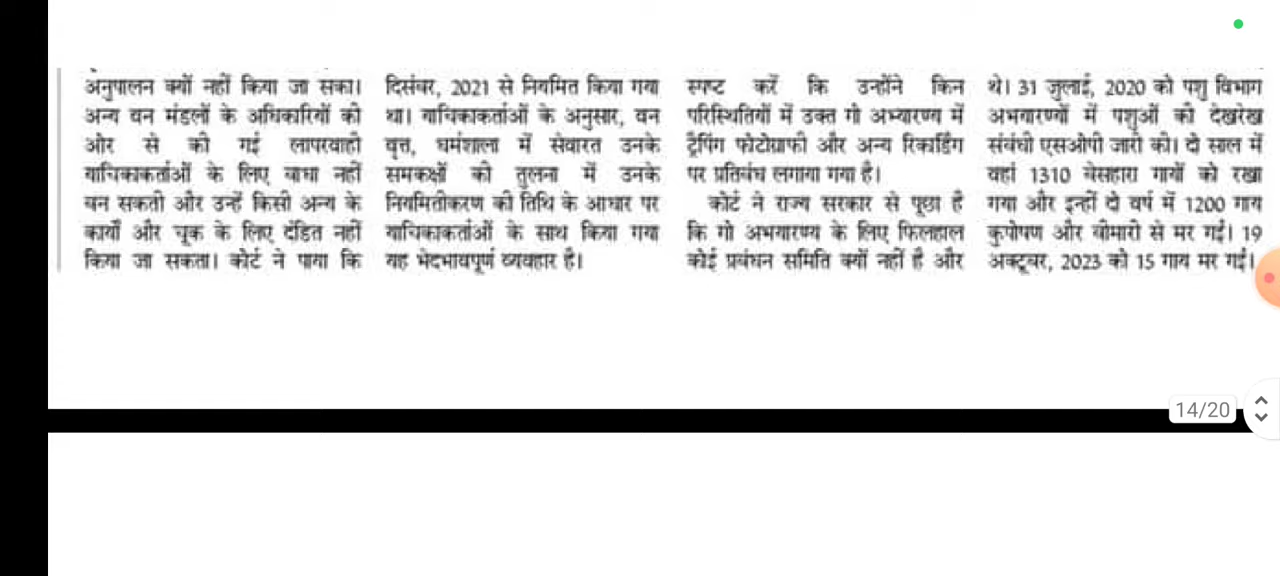 अनुपालन क्यों नहीं किया जा सका।
अन्य वन मंडलों के अधिकारियों की
ओर से की गई लापरवाही
याचिकाकर्ताओं के लिए बाधा नहीं
बन सकती और उन्हें किसी अन्य के
कार्यों और चूक के लिए दंडित नहीं
किया जा सकता। कोर्ट ने पाया कि
दिसंबर, 2021 से नियमित किया गया
था। याचिकाकर्ताओं के अनुसार, वन
वृत्त, धर्मशाला में सेवारत उनके
समकक्षों की तुलना में उनके
नियमितीकरण की तिथि के आधार पर
याचिकाकर्ताओं के साथ किया गया
यह भेदभावपूर्ण व्यवहार है।
स्पष्ट करें कि उन्होंने किन
परिस्थितियों में उक्त गौ अभ्यारण्य में
ट्रैपिंग फोटोग्राफी और अन्य रिकार्डिंग
पर प्रतिबंध लगाया गया है।
कोर्ट ने राज्य सरकार से पूछा है
कि गौ अभयारण्य के लिए फिलहाल
कोई प्रबंधन समिति क्यों नहीं है और
थे। 31 जुलाई, 2020 को पशु विभाग
अभयारण्यों में पशुओं की देखरेख
संबंधी एसओपी जारी की। दो साल में
वहां 1310 बेसहारा गायों को रखा
गया और इन्हीं दो वर्ष में 1200 गाय
कुपोषण और बीमारी से मर गईं। 19
अक्टूबर, 2023 को 15 गाय मर गईं।
14/20